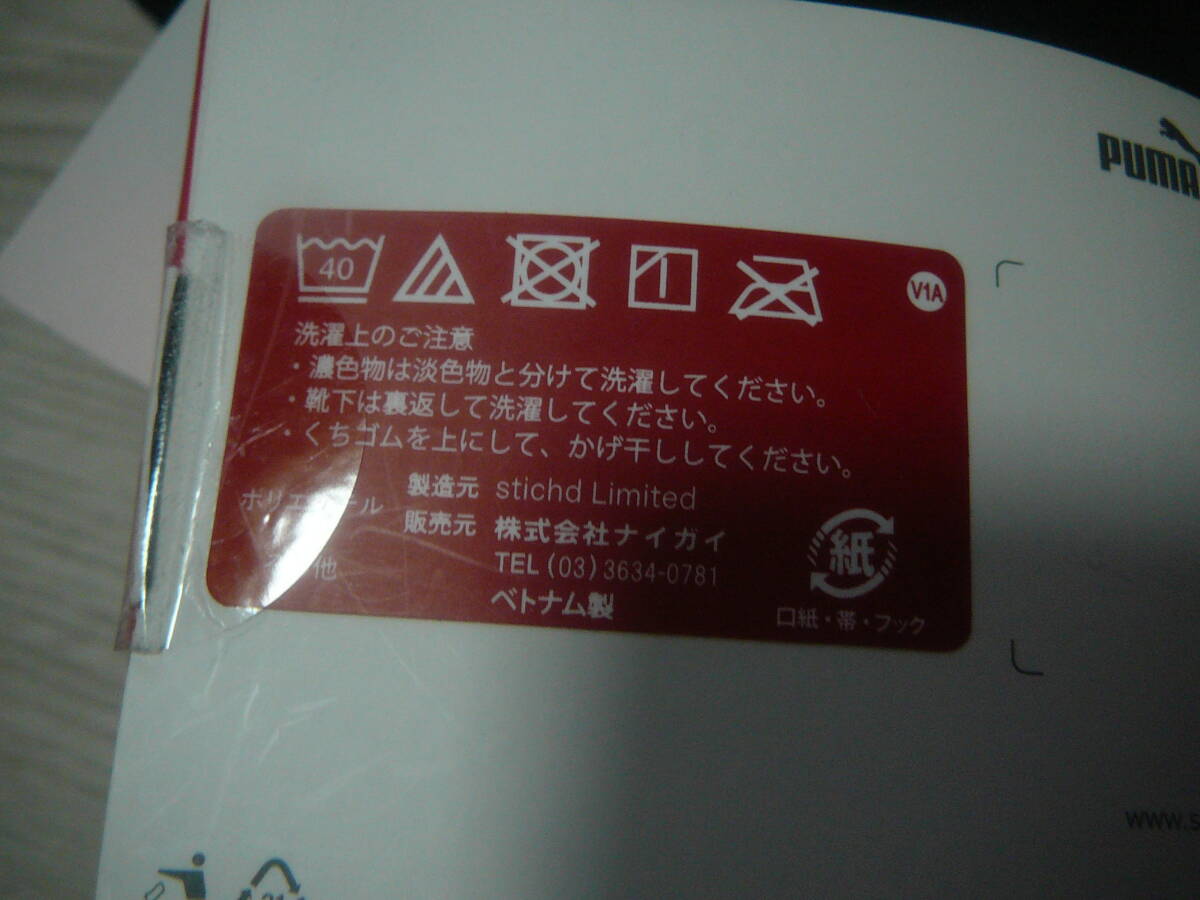 PUMA
40
V1A
洗濯上のご注意
・濃色物は淡色物と分けて洗濯してください。
・靴下は裏返して洗濯してください。
・くちゴムを上にして、かげ干ししてください。
製造元 stichd Limited
販売元 株式会社ナイガイ
TEL (03) 3634-0781
ベトナム製
他
紙
口紙・帯・フック
www.s